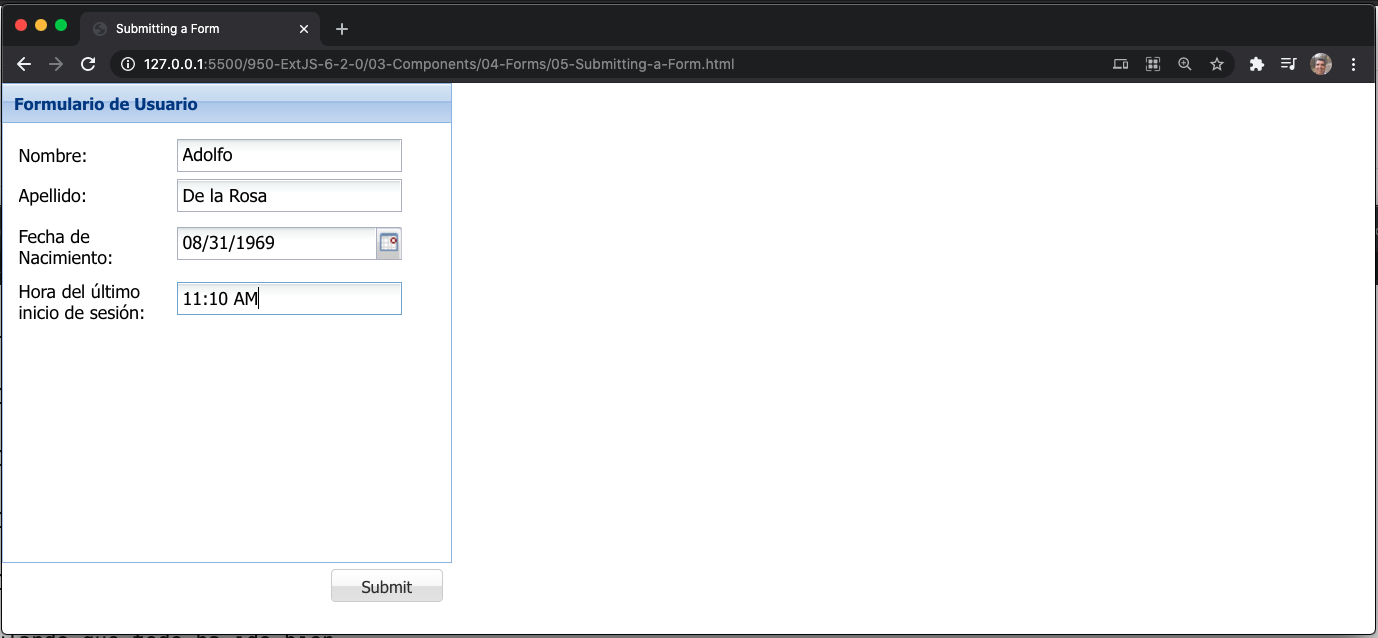 Submitting a Form
127.0.0.1:5500/950-ExtJS-6-2-0/03-Components/04-Forms/05-Submitting-a-Form.html
Formulario de Usuario
Nombre: Adolfo
Apellido: De la Rosa
Fecha de
Nacimiento: 08/31/1969
Hora del último
inicio de sesión: 11:10 AM
Submit